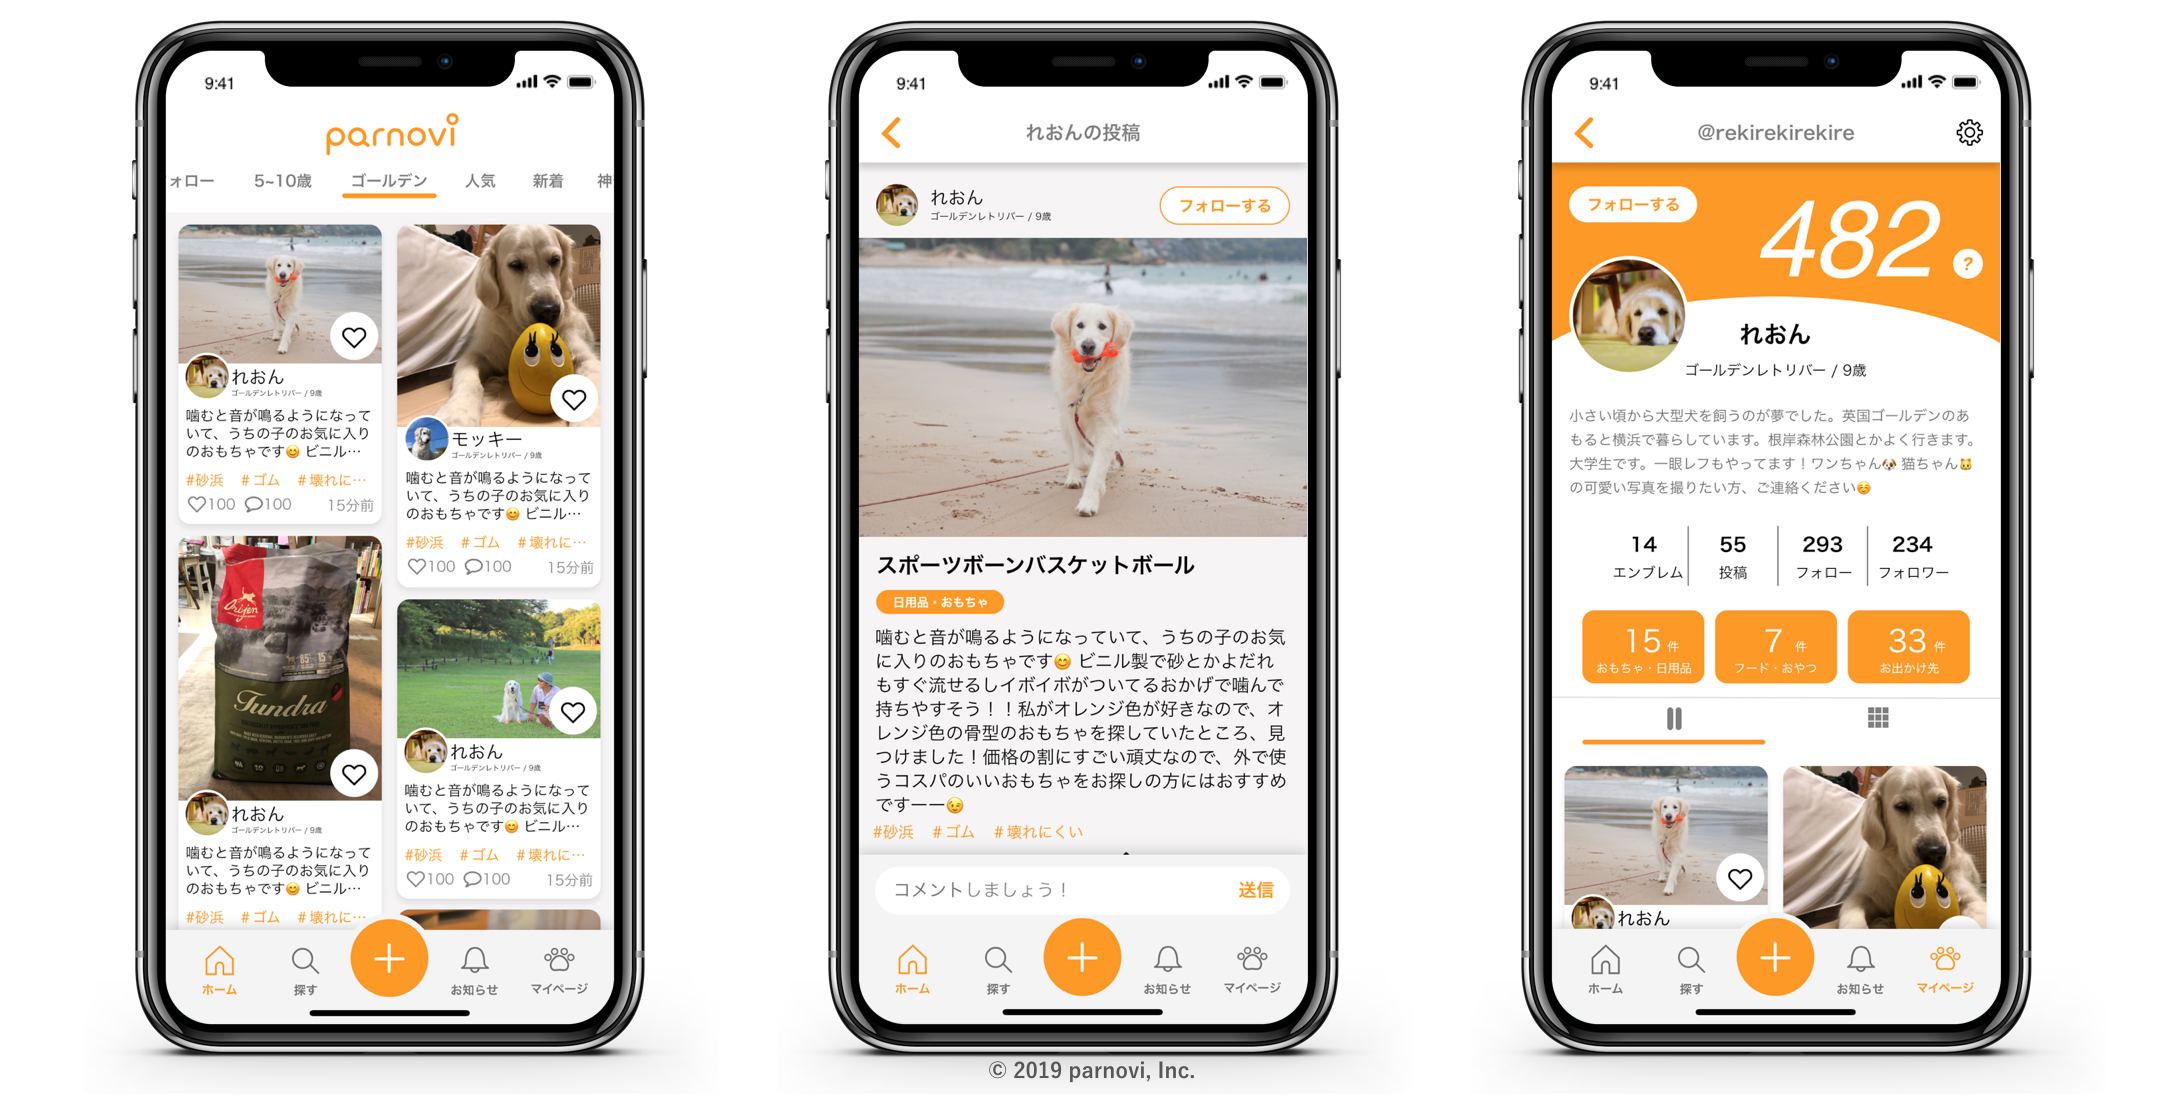 9:41
parnovi
ォロー 5~10歳 ゴールデン 人気 新着 神
れおん
ゴールデンレトリバー / 9歳
噛むと音が鳴るようになって
いて、うちの子のお気に入り
のおもちゃです😊 ビニル…
#砂浜 #ゴム #壊れに…
100 100 15分前
モッキー
ゴールデンレトリバー / 9歳
噛むと音が鳴るようになって
いて、うちの子のお気に入り
のおもちゃです😊 ビニル…
#砂浜 #ゴム #壊れに…
100 100 15分前
Orijen
85 15
Tundra
れおん
ゴールデンレトリバー / 9歳
噛むと音が鳴るようになって
いて、うちの子のお気に入り
のおもちゃです😊 ビニル…
#砂浜 #ゴム #壊れに…
れおん
ゴールデンレトリバー / 9歳
噛むと音が鳴るようになって
いて、うちの子のお気に入り
のおもちゃです😊 ビニル…
#砂浜 #ゴム #壊れに…
100 100 15分前
ホーム 探す お知らせ マイページ
9:41
れおんの投稿
れおん
ゴールデンレトリバー / 9歳
フォローする
スポーツボーンバスケットボール
日用品・おもちゃ
噛むと音が鳴るようになっていて、うちの子のお気
に入りのおもちゃです😊 ビニル製で砂とかよだれ
もすぐ流せるしイボイボがついてるおかげで噛んで
持ちやすそう！！私がオレンジ色が好きなので、オ
レンジ色の骨型のおもちゃを探していたところ、見
つけました！価格の割にすごい頑丈なので、外で使
うコスパのいいおもちゃをお探しの方にはおすすめ
ですーー😉
#砂浜 #ゴム #壊れにくい
コメントしましょう！ 送信
ホーム 探す お知らせ マイページ
© 2019 parnovi, Inc.
9:41
@rekirekirekire
フォローする
482
?
れおん
ゴールデンレトリバー / 9歳
小さい頃から大型犬を飼うのが夢でした。英国ゴールデンのあ
もると横浜で暮らしています。根岸森林公園とかよく行きます。
大学生です。一眼レフもやってます！ワンちゃん🐶 猫ちゃん🐱
の可愛い写真を撮りたい方、ご連絡ください☺️
14 55 293 234
エンブレム 投稿 フォロー フォロワー
15 件 7 件 33 件
おもちゃ・日用品 フード・おやつ お出かけ先
れおん
ホーム 探す お知らせ マイページ